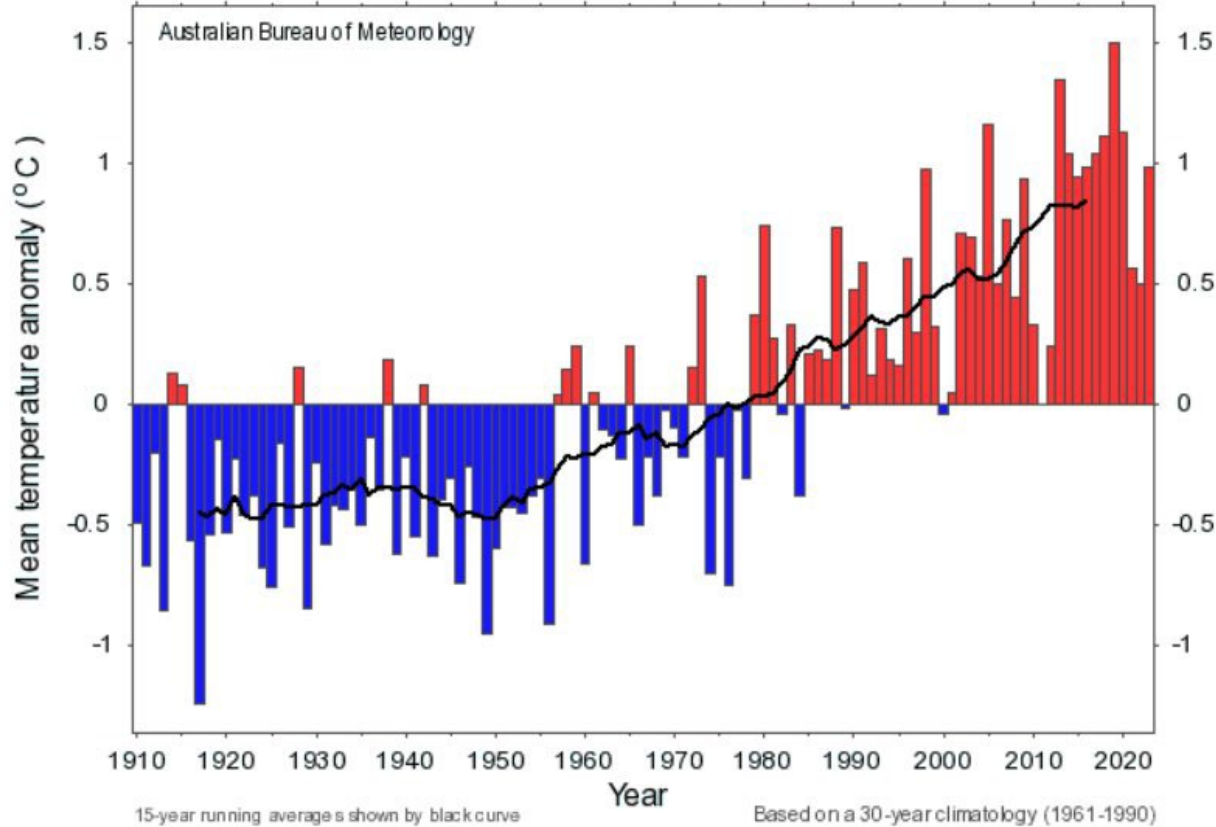 Australian Bureau of Meteorology
Mean temperature anomaly (°C)
1.5
1
0.5
0
-0.5
-1
1.5
1
0.5
0
-0.5
-1
1910 1920 1930 1940 1950 1960 1970 1980 1990 2000 2010 2020
Year
15-year running averages shown by black curve
Based on a 30-year climatology (1961-1990)